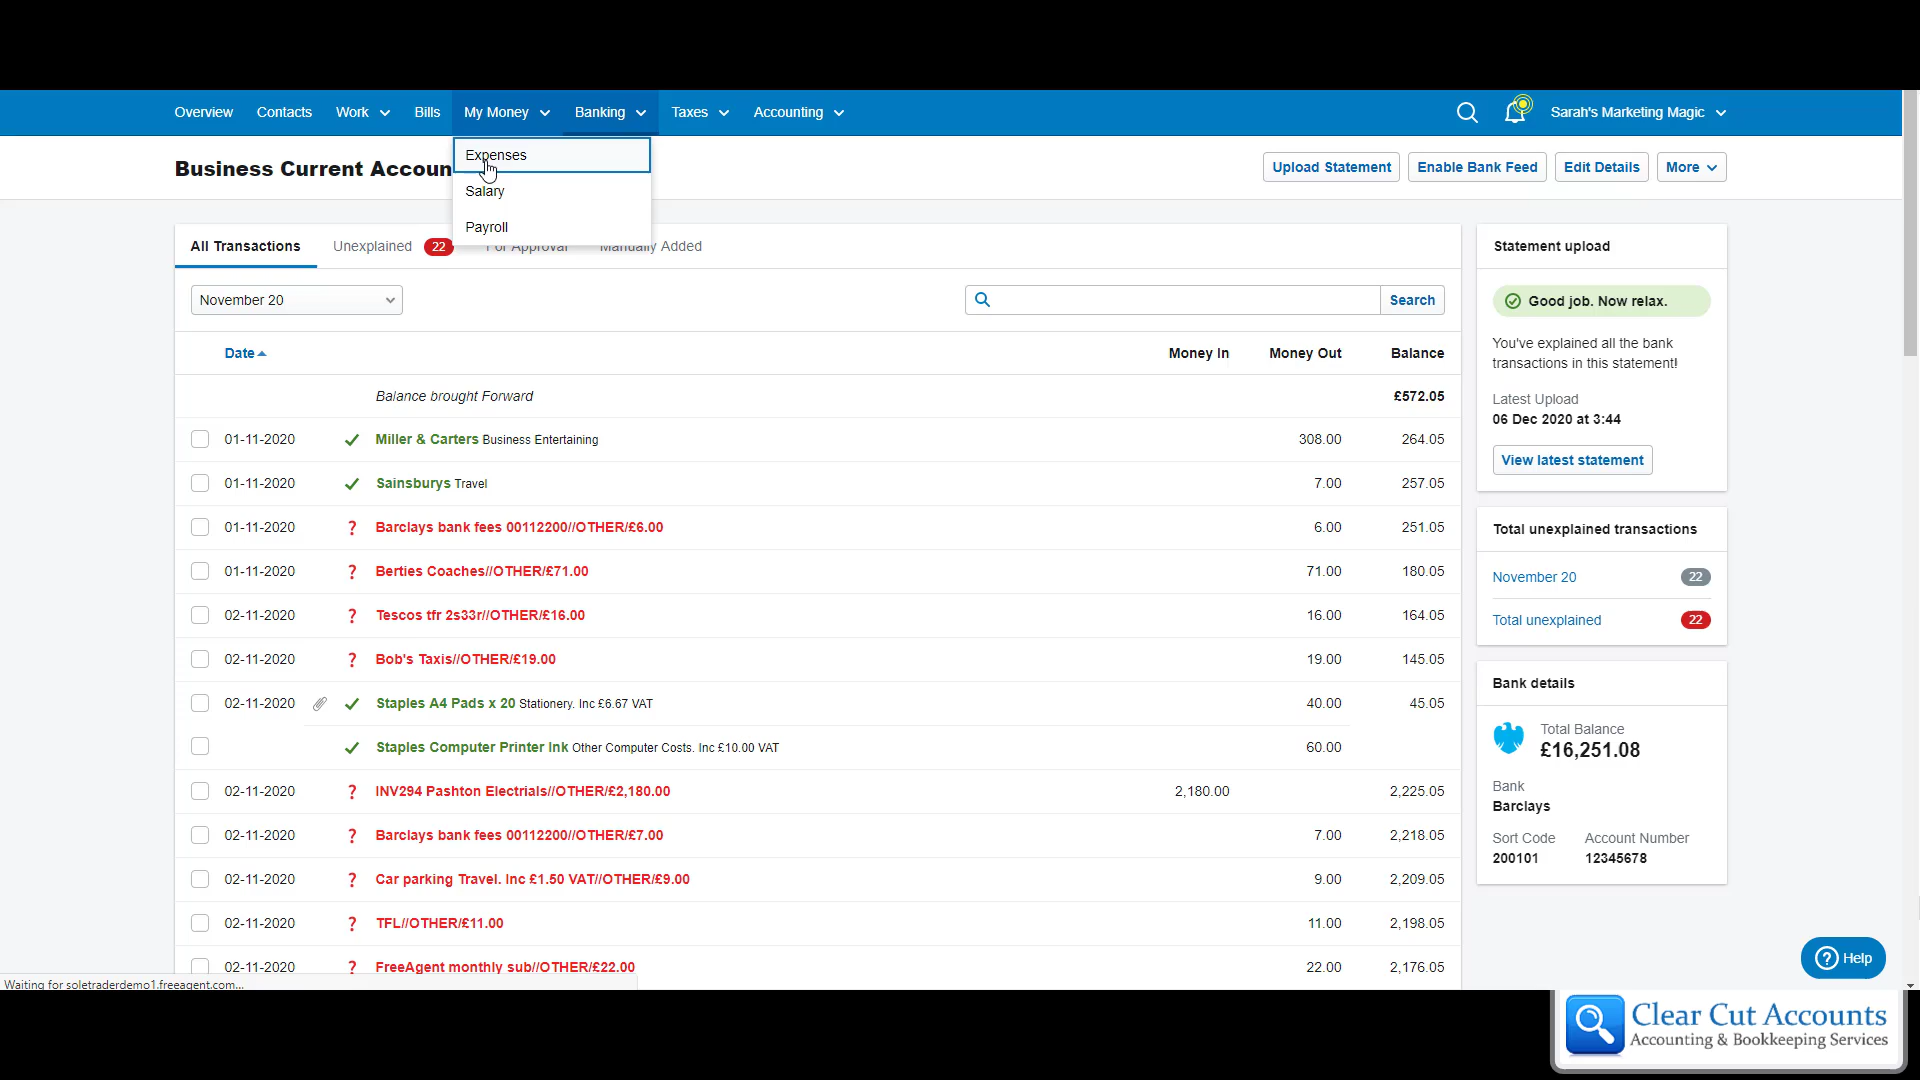 Overview Contacts Work Bills My Money Banking Taxes Accounting Sarah's Marketing Magic
Expenses
Salary
Payroll
Business Current Accoun
Upload Statement Enable Bank Feed Edit Details More
All Transactions Unexplained 22 For Approval Manually Added
November 20
Search
Date Money In Money Out Balance
Balance brought Forward £572.05
01-11-2020 Miller & Carters Business Entertaining 308.00 264.05
01-11-2020 Sainsburys Travel 7.00 257.05
01-11-2020 ? Barclays bank fees 00112200//OTHER/£6.00 6.00 251.05
01-11-2020 ? Berties Coaches//OTHER/£71.00 71.00 180.05
02-11-2020 ? Tescos tfr 2s33r//OTHER/£16.00 16.00 164.05
02-11-2020 ? Bob's Taxis//OTHER/£19.00 19.00 145.05
02-11-2020 Staples A4 Pads x 20 Stationery. Inc £6.67 VAT 40.00 45.05
Staples Computer Printer Ink Other Computer Costs. Inc £10.00 VAT 60.00
02-11-2020 ? INV294 Pashton Electrials//OTHER/£2,180.00 2,180.00 2,225.05
02-11-2020 ? Barclays bank fees 00112200//OTHER/£7.00 7.00 2,218.05
02-11-2020 ? Car parking Travel. Inc £1.50 VAT//OTHER/£9.00 9.00 2,209.05
02-11-2020 ? TFL//OTHER/£11.00 11.00 2,198.05
02-11-2020 ? FreeAgent monthly sub//OTHER/£22.00 22.00 2,176.05
Statement upload
Good job. Now relax.
You've explained all the bank
transactions in this statement!
Latest Upload
06 Dec 2020 at 3:44
View latest statement
Total unexplained transactions
November 20 22
Total unexplained 22
Bank details
Total Balance
£16,251.08
Bank
Barclays
Sort Code Account Number
200101 12345678
? Help
Waiting for soletraderdemo1.freeagent.com...
Clear Cut Accounts
Accounting & Bookkeeping Services